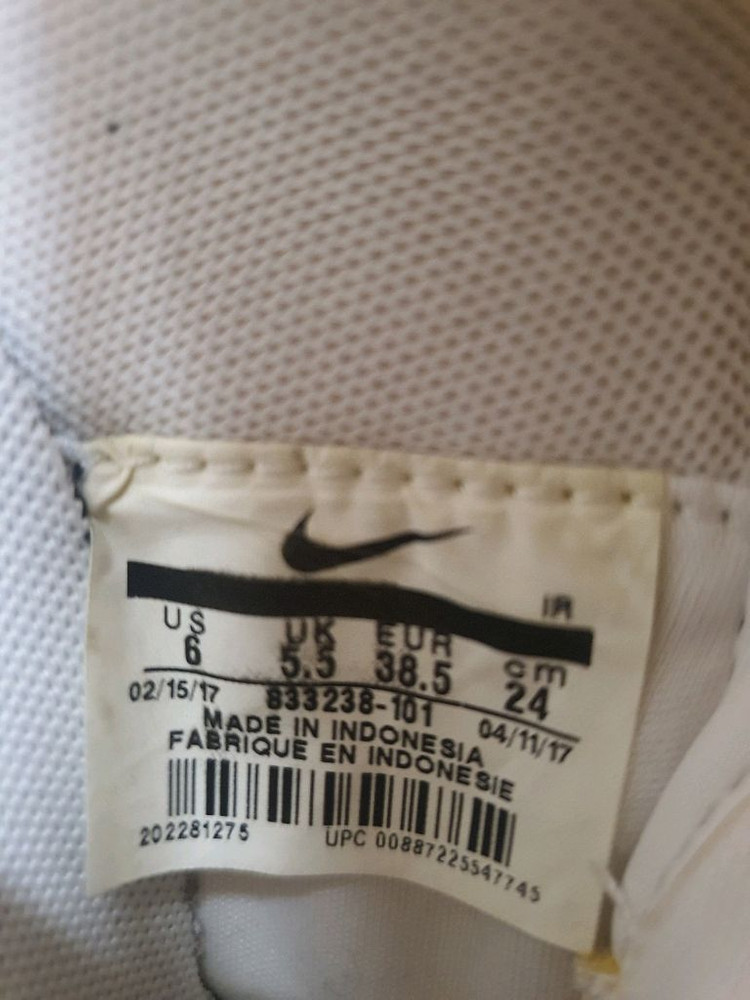 IR
US UK EUR cm
6 5.5 38.5 24
02/15/17 833238-101 04/11/17
MADE IN INDONESIA
FABRIQUE EN INDONESIE
202281275 UPC 00887225547745